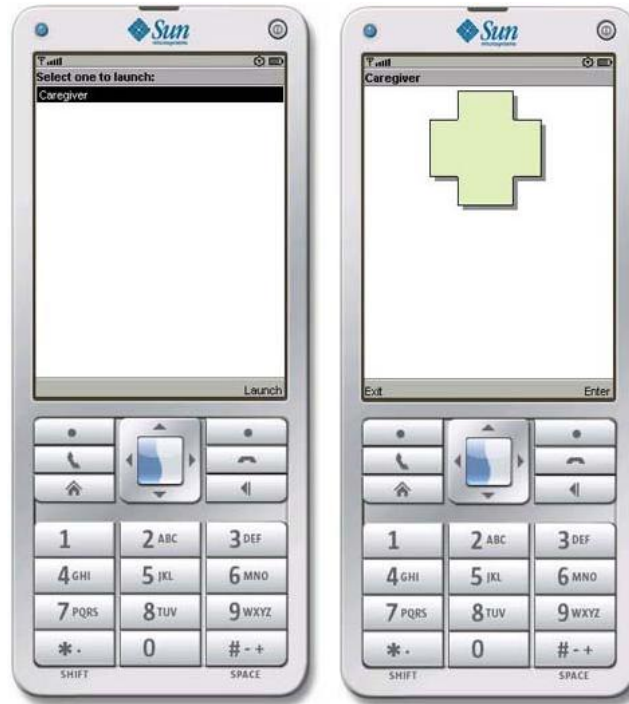 Sun
microsystems
Select one to launch:
Caregiver
Launch
1
2 ABC
3 DEF
4 GHI
5 JKL
6 MNO
7 PQRS
8 TUV
9 WXYZ
* .
0
# - +
SHIFT
SPACE
Sun
microsystems
Caregiver
Exit
Enter
1
2 ABC
3 DEF
4 GHI
5 JKL
6 MNO
7 PQRS
8 TUV
9 WXYZ
* .
0
# - +
SHIFT
SPACE